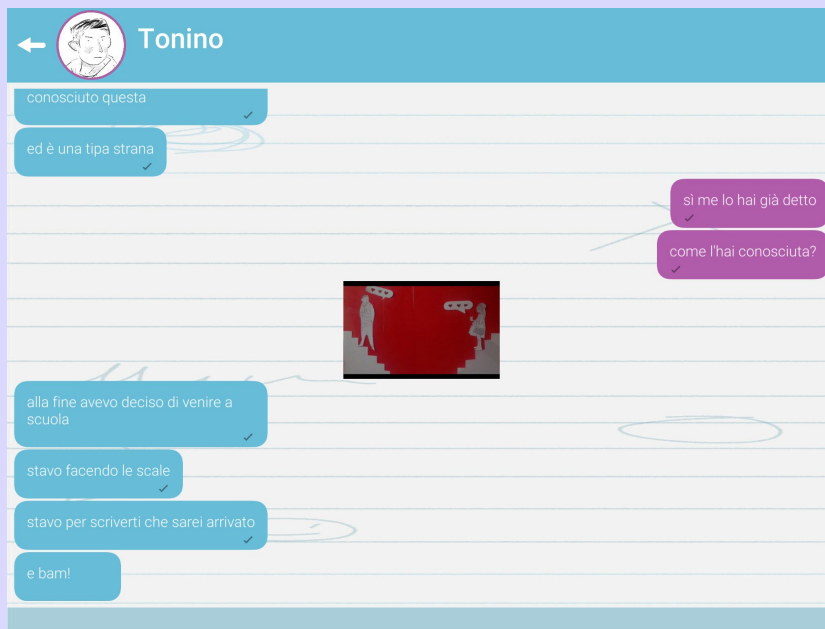 Tonino
conosciuto questa
ed è una tipa strana
sì me lo hai già detto
come l'hai conosciuta?
alla fine avevo deciso di venire a
scuola
stavo facendo le scale
stavo per scriverti che sarei arrivato
e bam!